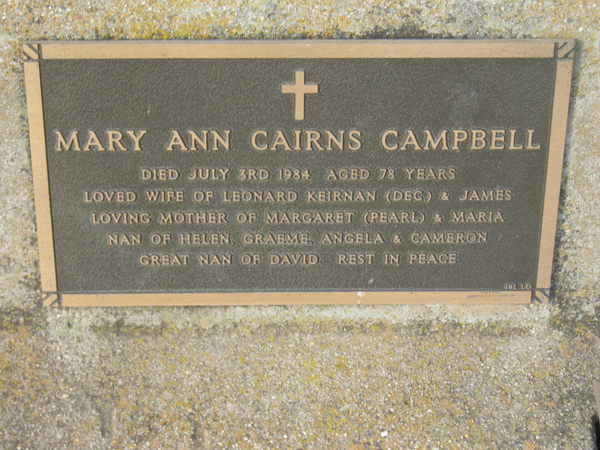 MARY ANN CAIRNS CAMPBELL
DIED JULY 3RD 1984 AGED 78 YEARS
LOVED WIFE OF LEONARD KEIRNAN (DEC.) & JAMES
LOVING MOTHER OF MARGARET (PEARL) & MARIA
NAN OF HELEN, GRAEME, ANGELA & CAMERON
GREAT NAN OF DAVID. REST IN PEACE